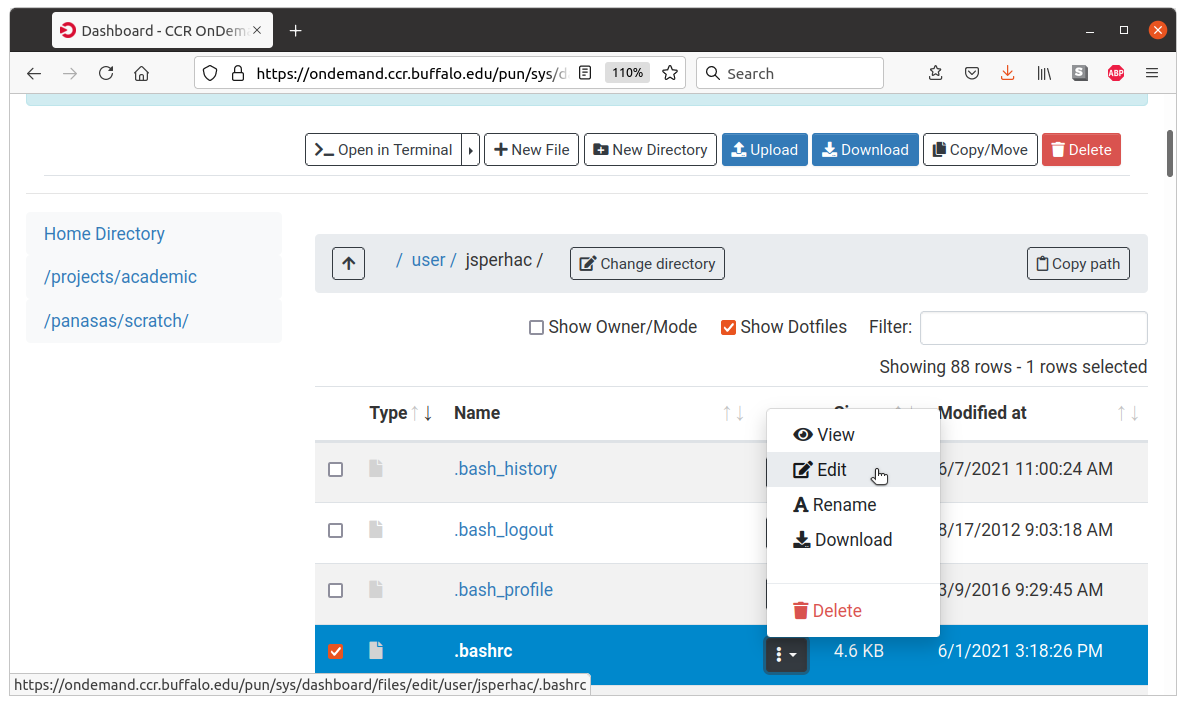 Dashboard - CCR OnDem
https://ondemand.ccr.buffalo.edu/pun/sys/d 110% Search S ABP
Open in Terminal New File New Directory Upload Download Copy/Move Delete
Home Directory
/projects/academic
/panasas/scratch/
/ user / jsperhac / Change directory Copy path
Show Owner/Mode Show Dotfiles Filter:
Showing 88 rows - 1 rows selected
Type Name Modified at
View
.bash_history Edit 6/7/2021 11:00:24 AM
Rename
.bash_logout 8/17/2012 9:03:18 AM
Download
.bash_profile 3/9/2016 9:29:45 AM
Delete
.bashrc 4.6 KB 6/1/2021 3:18:26 PM
https://ondemand.ccr.buffalo.edu/pun/sys/dashboard/files/edit/user/jsperhac/.bashrc